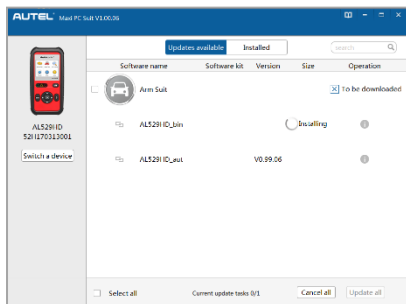 AUTEL Maxi PC Suit V1.00.06
Updates available Installed
search
Software name Software kit Version Size Operation
Arm Suit To be downloaded
AL529HD_bin Installing
AL529HD_aut V0.99.06
AL529HD
52H170313001
Switch a device
Select all Current update tasks 0/1 Cancel all Update all